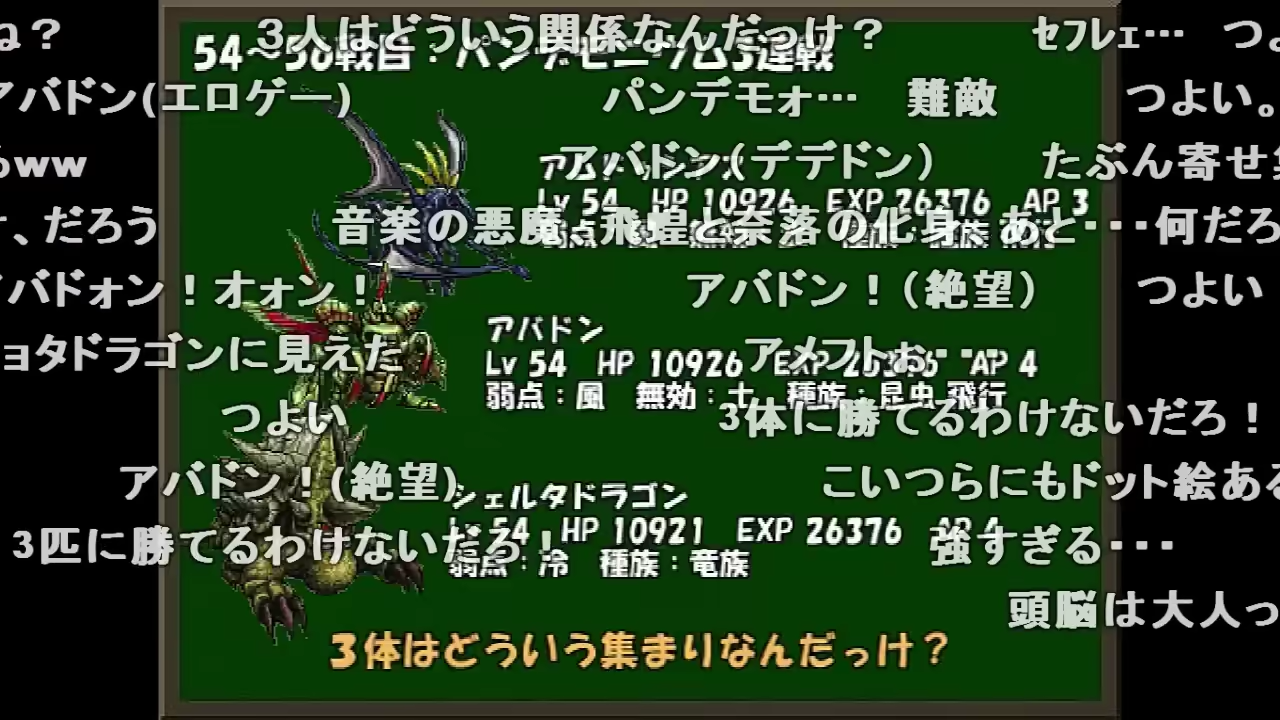 ね？
3人はどういう関係なんだっけ？
ｾﾌﾚｪ… つよ
54～56戦目：パンデモニウム3連戦
アバドン(エロゲー)
パンデモォ…
難敵
つよい。
ww
アバドン(デデドン)
たぶん寄せ集
Lv 54 HP 10926 EXP 26376 AP 3
、だろう
音楽の悪魔、飛蝗と奈落の化身、あと・・・何だろ
バドォン！オォン！
アバドン！(絶望)
つよい
アバドン
ョタドラゴンに見えた
Lv 54 HP 10926 EXP 26376 AP 4
弱点：風 無効：土 種族：昆虫 飛行
つよい
3体に勝てるわけないだろ！
アバドン！(絶望)
シェルタドラゴン
こいつらにもドット絵ある
Lv 54 HP 10921 EXP 26376 AP 4
3匹に勝てるわけないだろ！
強すぎる・・・
弱点：冷 種族：竜族
頭脳は大人っ
3体はどういう集まりなんだっけ？